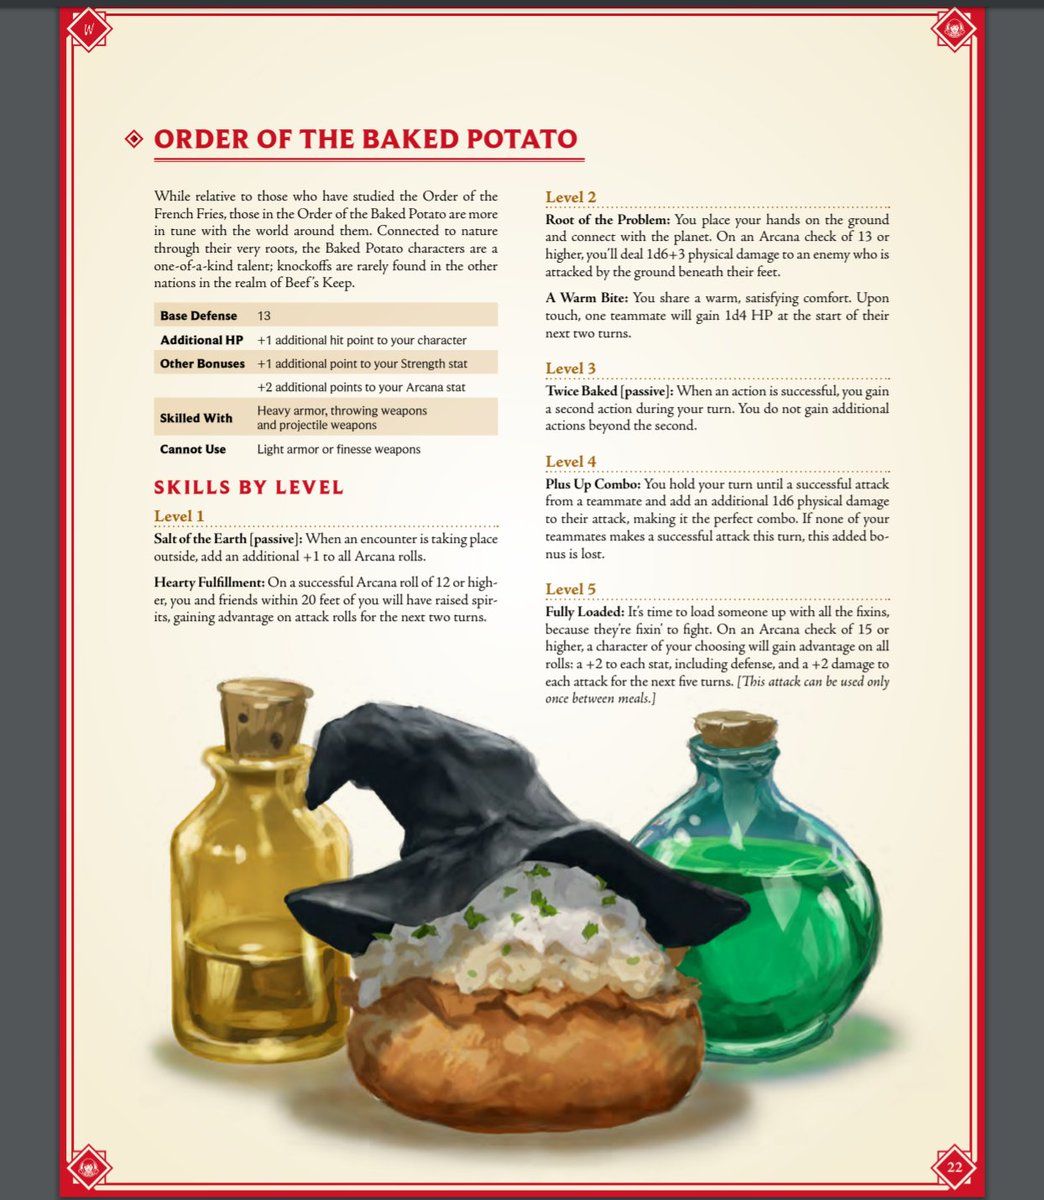 W
ORDER OF THE BAKED POTATO
While relative to those who have studied the Order of the
French Fries, those in the Order of the Baked Potato are more
in tune with the world around them. Connected to nature
through their very roots, the Baked Potato characters are a
one-of-a-kind talent; knockoffs are rarely found in the other
nations in the realm of Beef's Keep.
Base Defense 13
Additional HP +1 additional hit point to your character
Other Bonuses +1 additional point to your Strength stat
+2 additional points to your Arcana stat
Skilled With Heavy armor, throwing weapons
and projectile weapons
Cannot Use Light armor or finesse weapons
SKILLS BY LEVEL
Level 1
Salt of the Earth [passive]: When an encounter is taking place
outside, add an additional +1 to all Arcana rolls.
Hearty Fulfillment: On a successful Arcana roll of 12 or high-
er, you and friends within 20 feet of you will have raised spir-
its, gaining advantage on attack rolls for the next two turns.
Level 2
Root of the Problem: You place your hands on the ground
and connect with the planet. On an Arcana check of 13 or
higher, you'll deal 1d6+3 physical damage to an enemy who is
attacked by the ground beneath their feet.
A Warm Bite: You share a warm, satisfying comfort. Upon
touch, one teammate will gain 1d4 HP at the start of their
next two turns.
Level 3
Twice Baked [passive]: When an action is successful, you gain
a second action during your turn. You do not gain additional
actions beyond the second.
Level 4
Plus Up Combo: You hold your turn until a successful attack
from a teammate and add an additional 1d6 physical damage
to their attack, making it the perfect combo. If none of your
teammates makes a successful attack this turn, this added bo-
nus is lost.
Level 5
Fully Loaded: It's time to load someone up with all the fixins,
because they're fixin' to fight. On an Arcana check of 15 or
higher, a character of your choosing will gain advantage on all
rolls: a +2 to each stat, including defense, and a +2 damage to
each attack for the next five turns. [This attack can be used only
once between meals.]
22